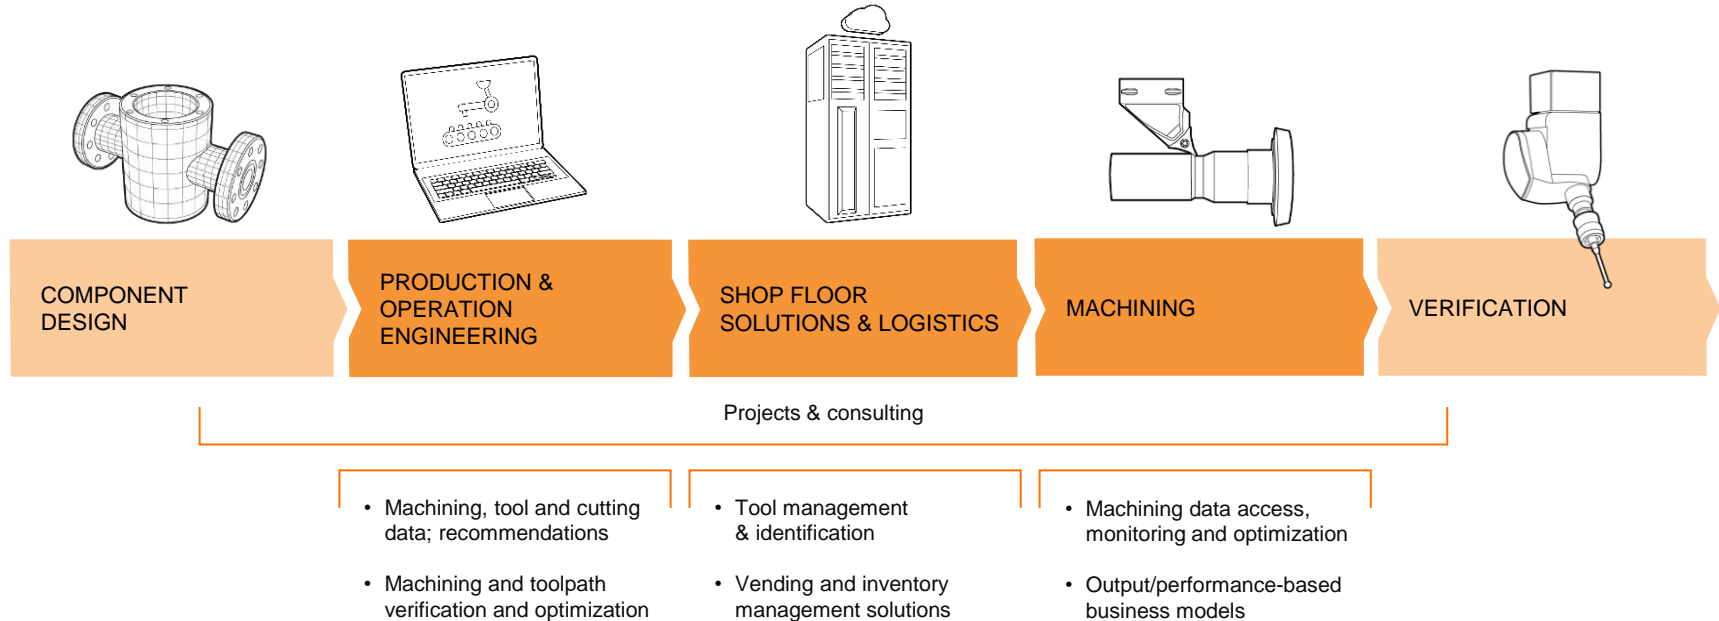 COMPONENT
DESIGN
PRODUCTION &
OPERATION
ENGINEERING
SHOP FLOOR
SOLUTIONS & LOGISTICS
MACHINING
VERIFICATION
Projects & consulting
• Machining, tool and cutting
data; recommendations
• Machining and toolpath
verification and optimization
• Tool management
& identification
• Vending and inventory
management solutions
• Machining data access,
monitoring and optimization
• Output/performance-based
business models